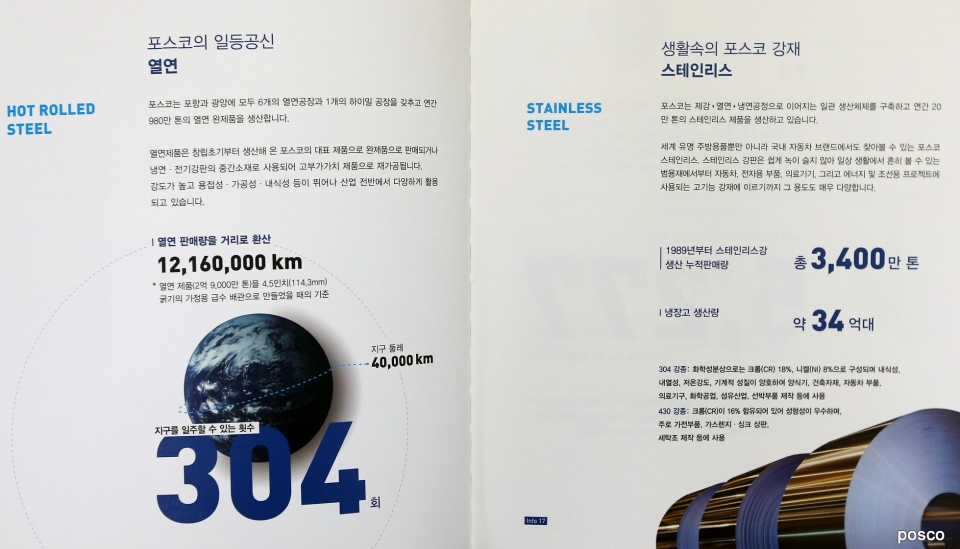 포스코의 일등공신
열연
HOT ROLLED
STEEL
포스코는 포항과 광양에 모두 6개의 열연공장과 1개의 하이밀 공장을 갖추고 연간
980만 톤의 열연 완제품을 생산합니다.
열연제품은 창립초기부터 생산해 온 포스코의 대표 제품으로 완제품으로 판매되거나
냉연 · 전기강판의 중간소재로 사용되어 고부가가치 제품으로 재가공됩니다.
강도가 높고 용접성 · 가공성 · 내식성 등이 뛰어나 산업 전반에서 다양하게 활용
되고 있습니다.
열연 판매량을 거리로 환산
12,160,000 km
* 열연 제품(2억 9,000만 톤)을 4.5인치(114.3mm)
굵기의 가정용 급수 배관으로 만들었을 때의 기준
지구 둘레
40,000 km
지구를 일주할 수 있는 횟수
304회
생활속의 포스코 강재
스테인리스
STAINLESS
STEEL
포스코는 제강·열연·냉연공정으로 이어지는 일관 생산체제를 구축하고 연간 20
만 톤의 스테인리스 제품을 생산하고 있습니다.
세계 유명 주방용품뿐만 아니라 국내 자동차 브랜드에서도 찾아볼 수 있는 포스코
스테인리스. 스테인리스 강판은 쉽게 녹이 슬지 않아 일상 생활에서 흔히 볼 수 있는
범용재에서부터 자동차, 전자용 부품, 의료기기, 그리고 에너지 및 조선용 프로젝트에
사용되는 고기능 강재에 이르기까지 그 용도도 매우 다양합니다.
1989년부터 스테인리스강
생산 누적판매량
총 3,400만 톤
냉장고 생산량
약 34 억대
304 강종: 화학성분상으로는 크롬(CR) 18%, 니켈(NI) 8%으로 구성되며 내식성,
내열성, 저온강도, 기계적 성질이 양호하여 양식기, 건축자재, 자동차 부품,
의료기구, 화학공업, 섬유산업, 선박부품 제작 등에 사용
430 강종: 크롬(CR)이 16% 함유되어 있어 성형성이 우수하며,
주로 가전부품, 가스렌지 · 싱크 상판,
세탁조 제작 등에 사용
Info 17
posco